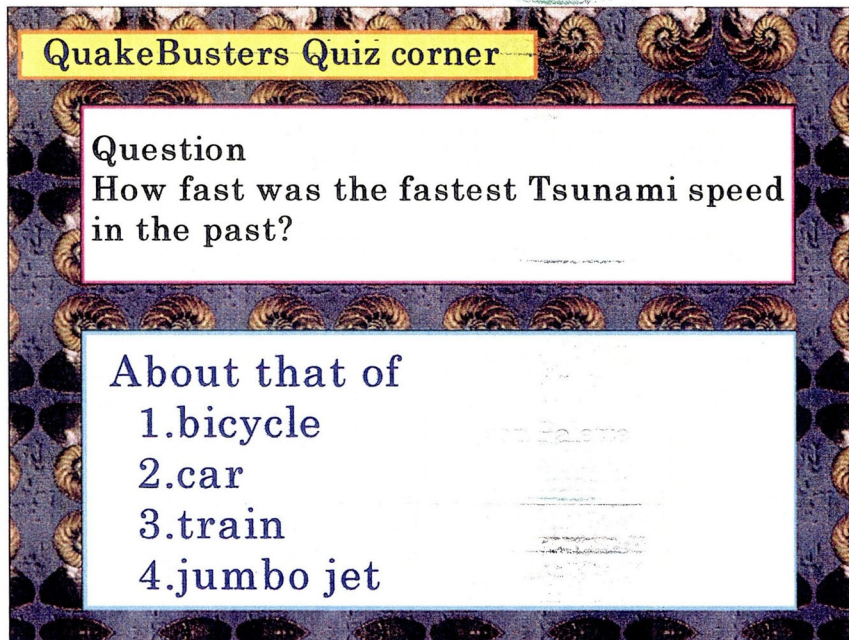 QuakeBusters Quiz corner
Question
How fast was the fastest Tsunami speed
in the past?
About that of
1.bicycle
2.car
3.train
4.jumbo jet